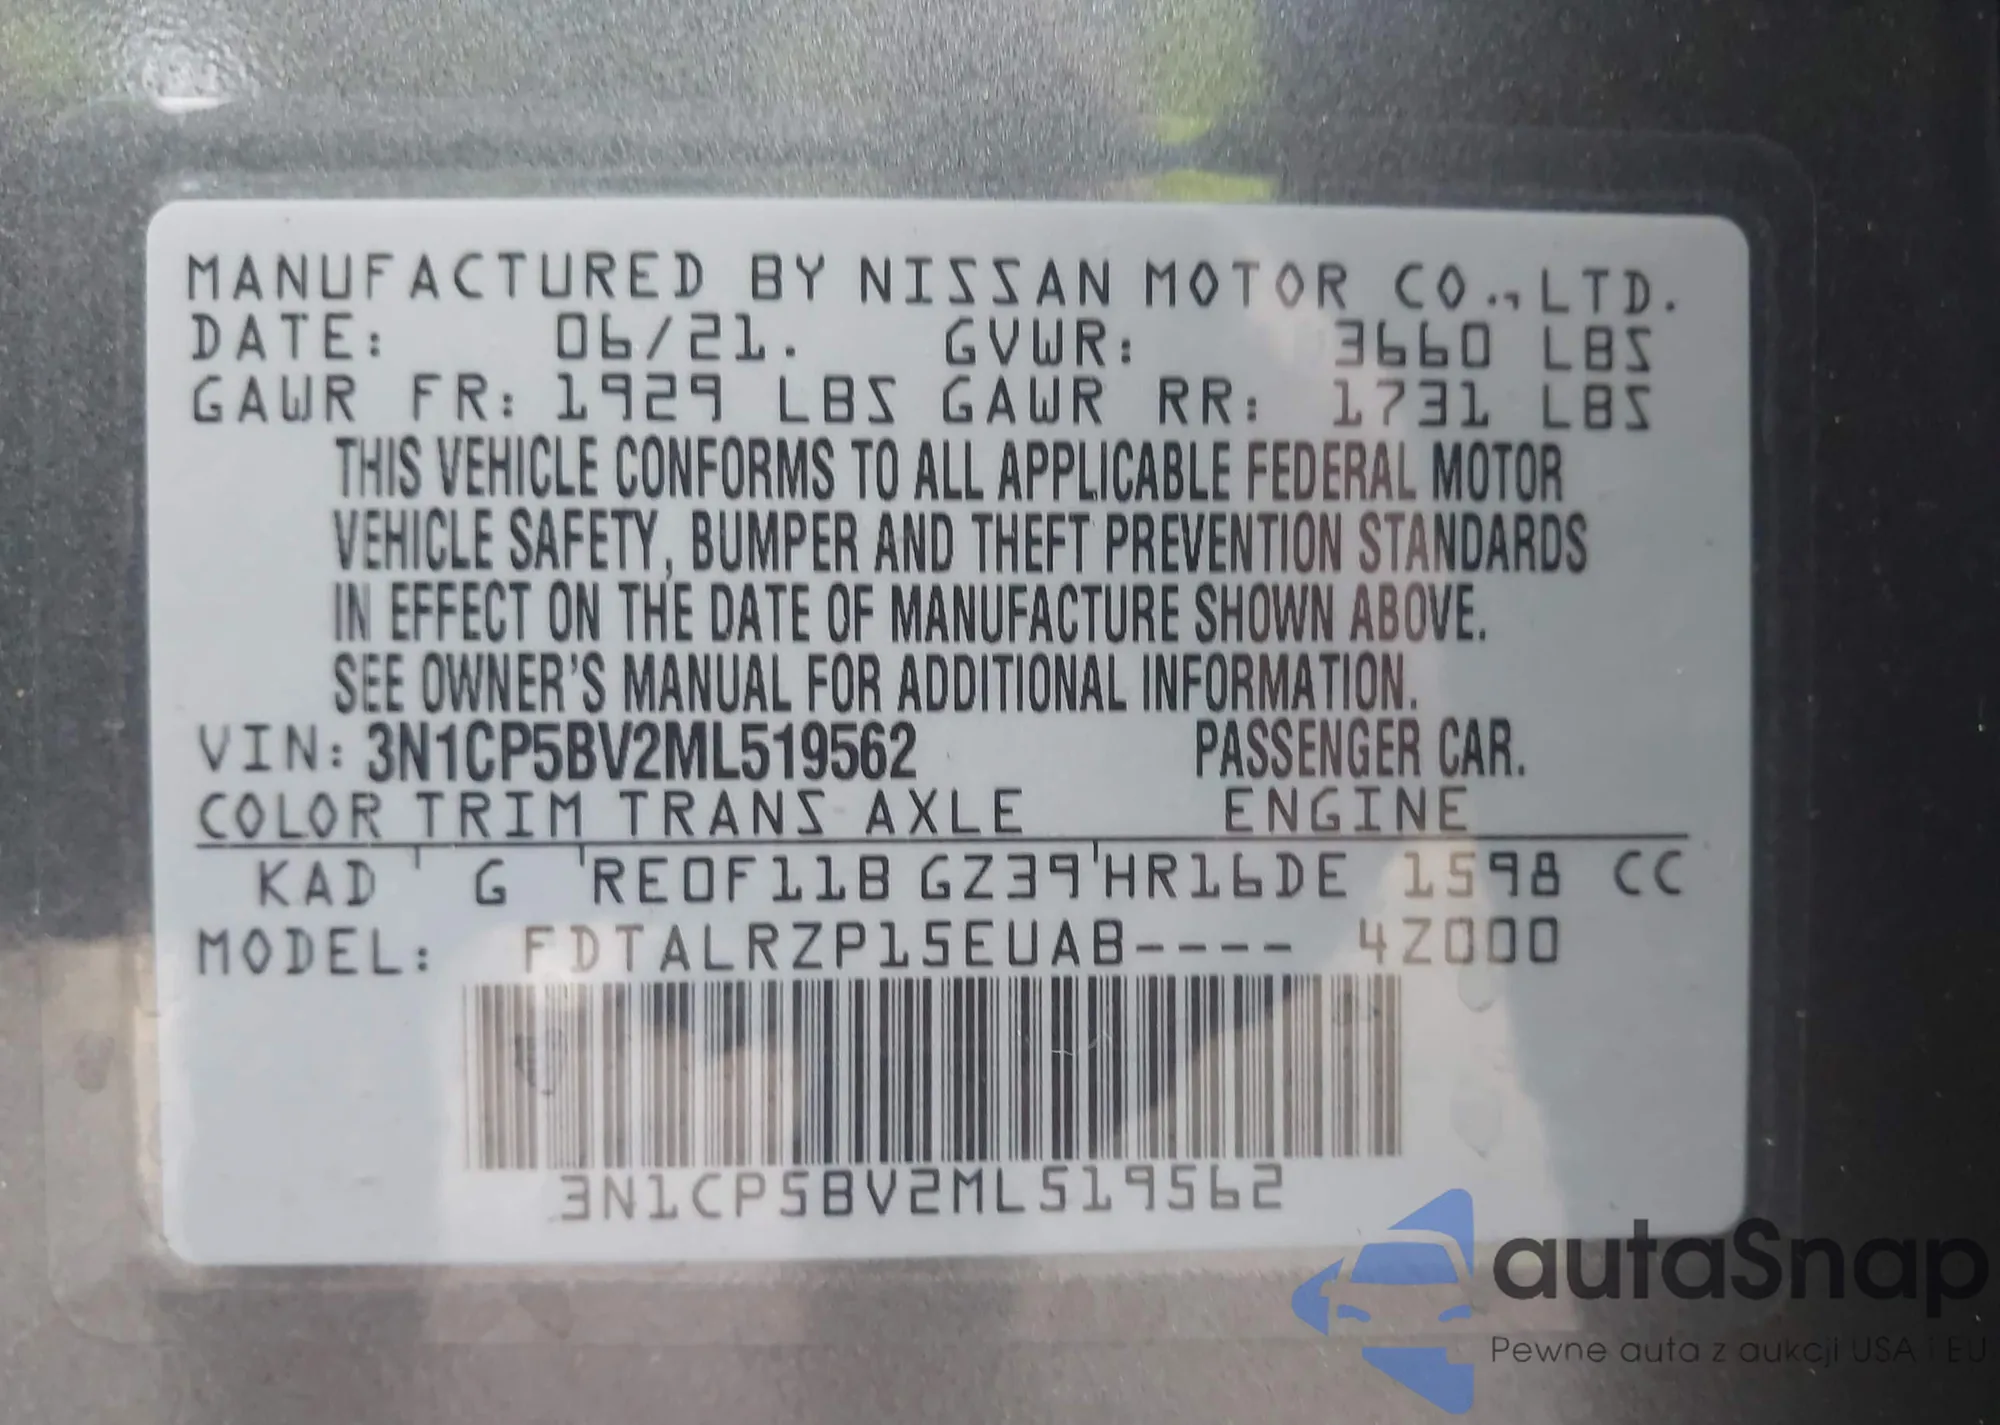 MANUFACTURED BY NISSAN MOTOR CO., LTD.
DATE: 06/21. GVWR: 3660 LBS
GAWR FR: 1929 LBS GAWR RR: 1731 LBS
THIS VEHICLE CONFORMS TO ALL APPLICABLE FEDERAL MOTOR
VEHICLE SAFETY, BUMPER AND THEFT PREVENTION STANDARDS
IN EFFECT ON THE DATE OF MANUFACTURE SHOWN ABOVE.
SEE OWNER'S MANUAL FOR ADDITIONAL INFORMATION.
VIN: 3N1CP5BV2ML519562 PASSENGER CAR.
COLOR TRIM TRANS AXLE ENGINE
KAD G RE0F11B GZ39 HR16DE 1598 CC
MODEL: FDTALRZP15EUAB---- 4Z000
3N1CP5BV2ML519562
autaSnap
Pewne auta z aukcji USA i EU